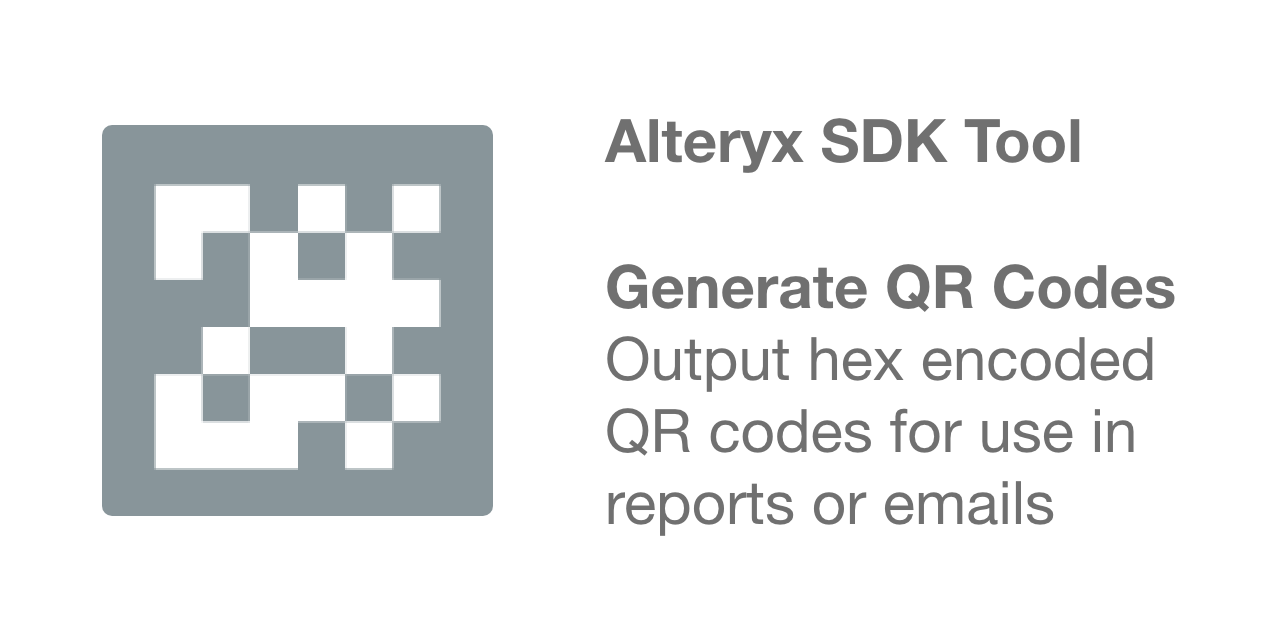 Alteryx SDK Tool
Generate QR Codes
Output hex encoded
QR codes for use in
reports or emails